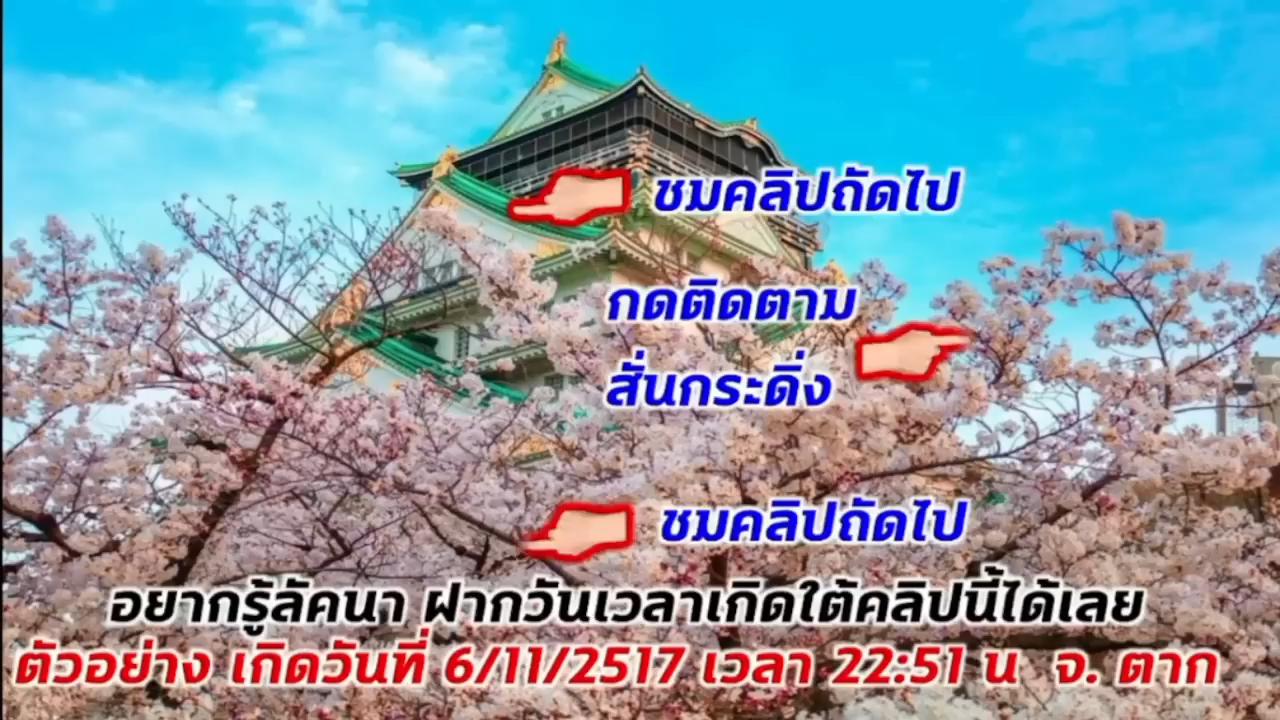 ชมคลิปถัดไป
กดติดตาม
สั่นกระดิ่ง
ชมคลิปถัดไป
อยากรู้ลัคนา ฝากวันเวลาเกิดใต้คลิปนี้ได้เลย
ตัวอย่าง เกิดวันที่ 6/11/2517 เวลา 22:51 น จ. ตาก